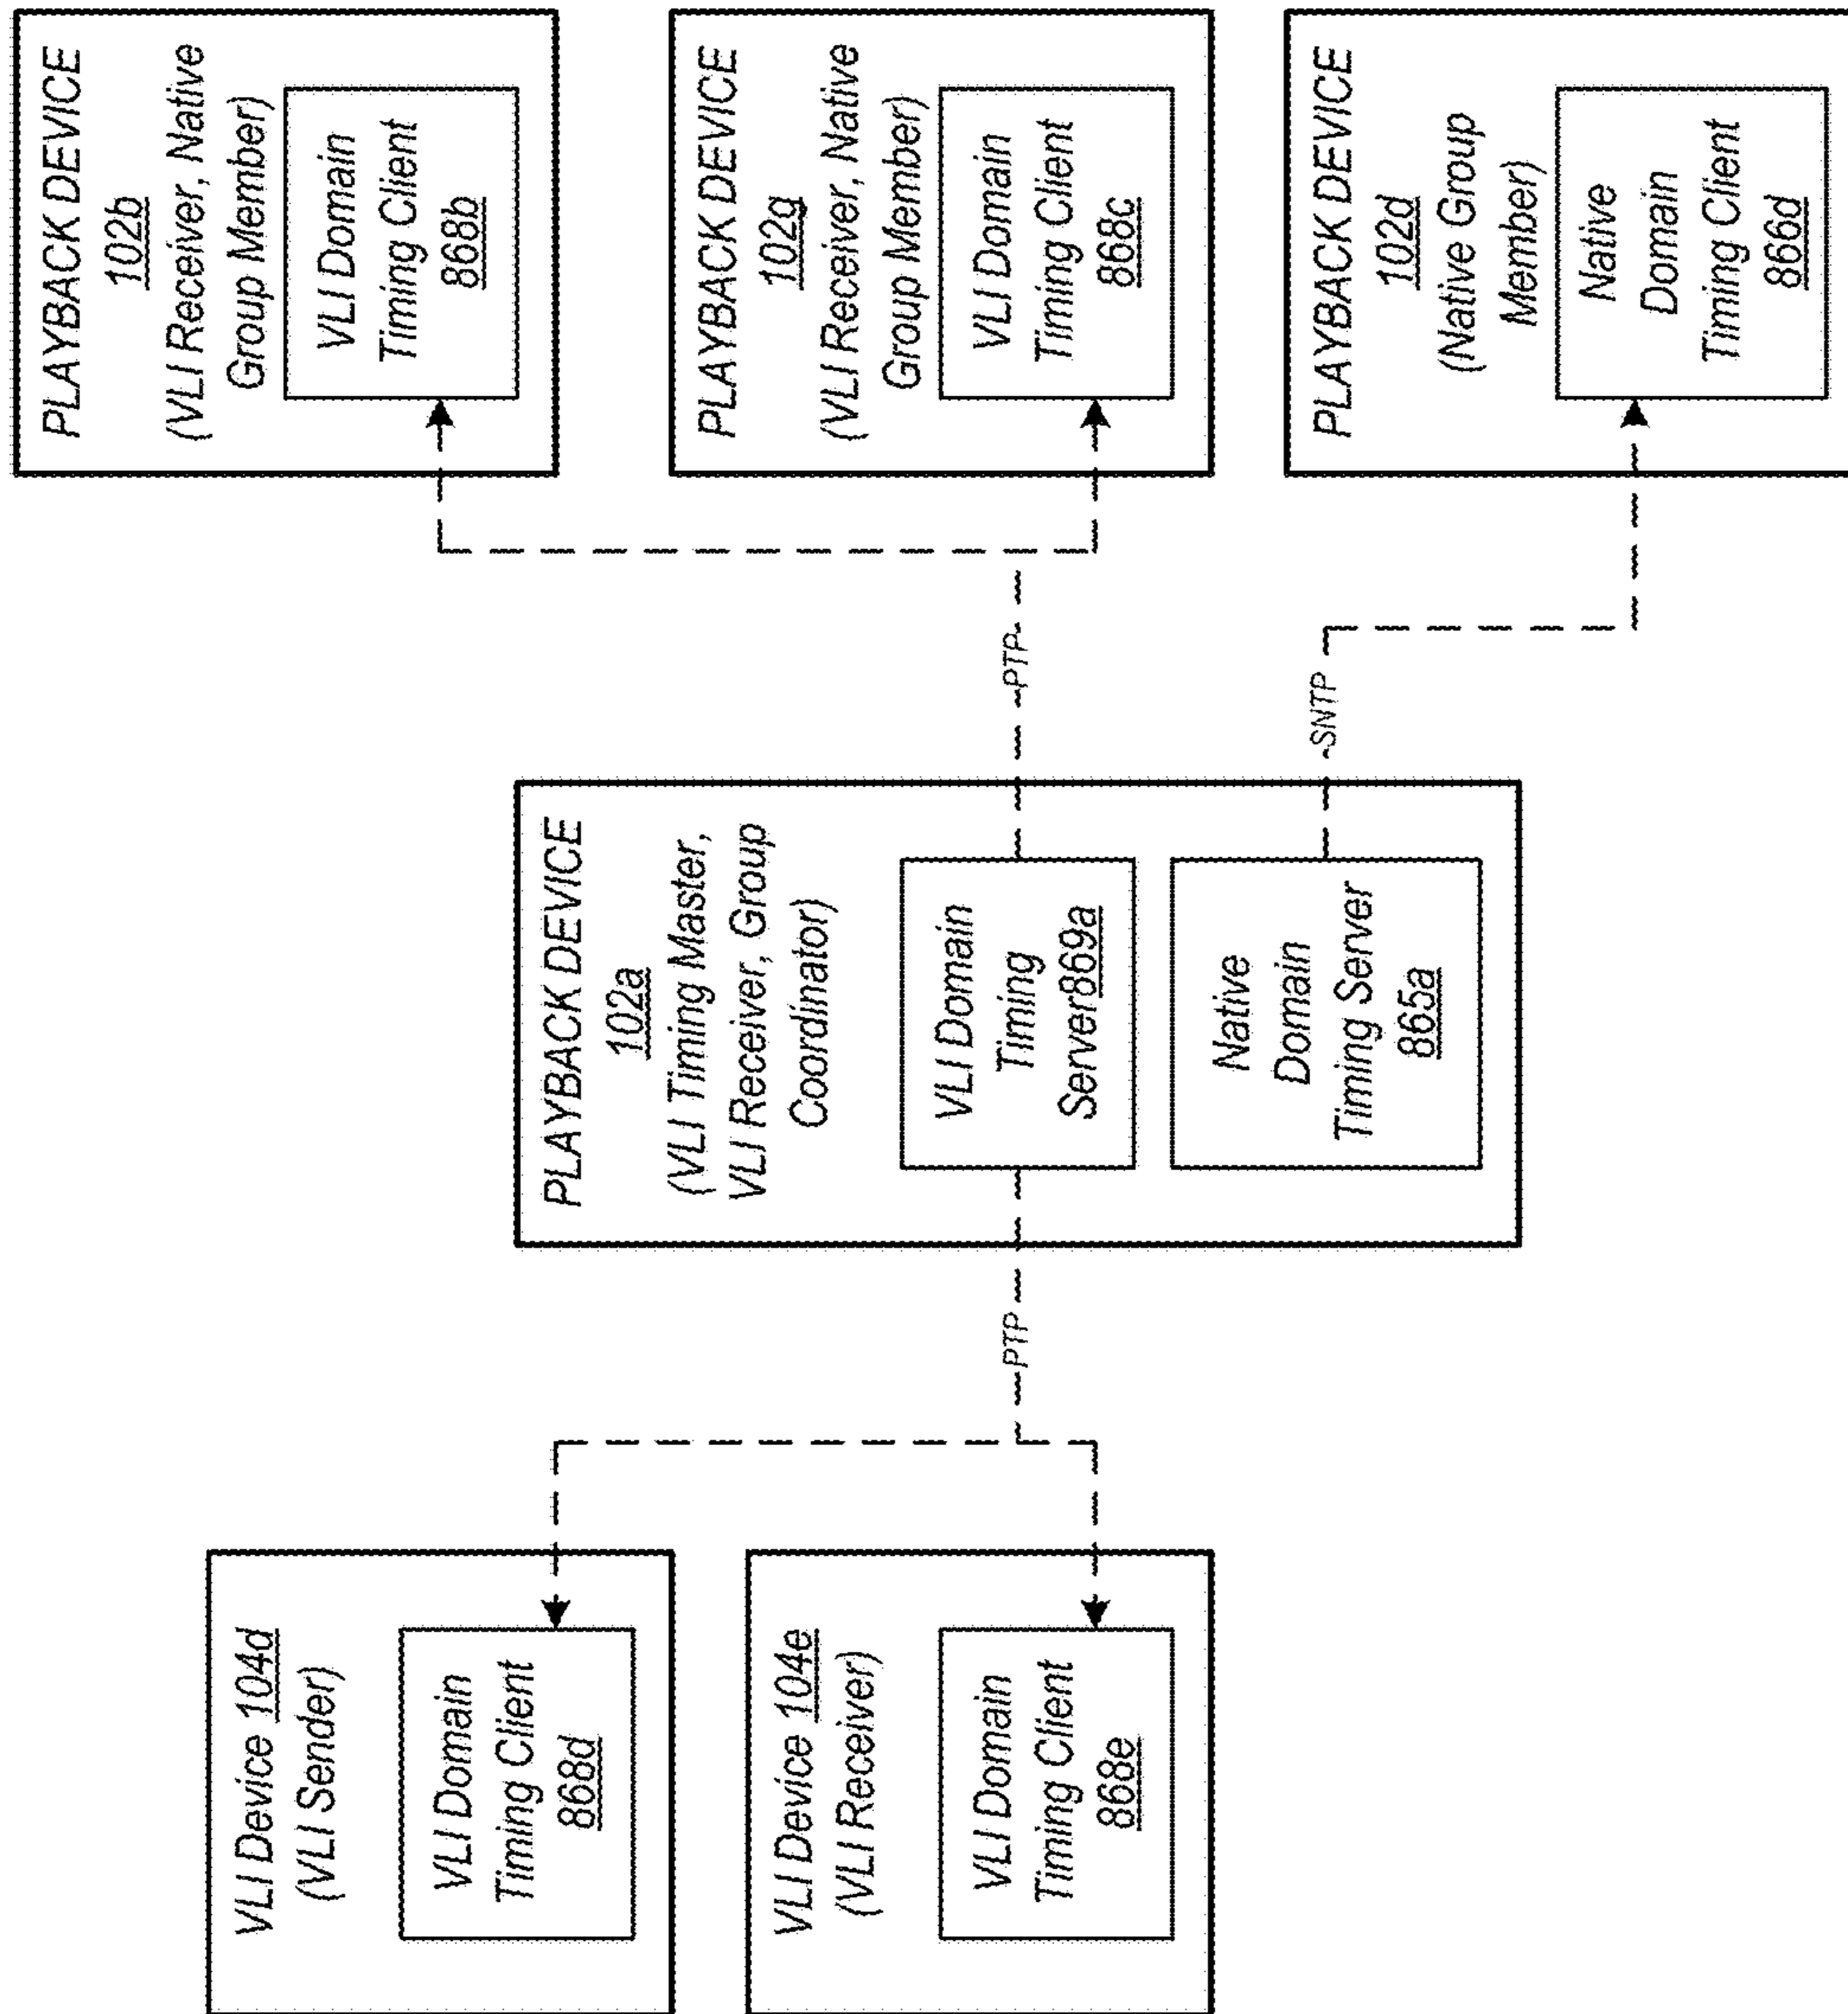 VLI Device 104d
(VLI Sender)
VLI Domain
Timing Client
868d
VLI Device 104e
(VLI Receiver)
VLI Domain
Timing Client
868e
PTP
PLAYBACK DEVICE
102a
(VLI Timing Master,
VLI Receiver, Group
Coordinator)
VLI Domain
Timing
Server869a
Native
Domain
Timing Server
865a
PTP
SNTP
PLAYBACK DEVICE
102b
(VLI Receiver, Native
Group Member)
VLI Domain
Timing Client
868b
PLAYBACK DEVICE
102g
(VLI Receiver, Native
Group Member)
VLI Domain
Timing Client
868c
PLAYBACK DEVICE
102d
(Native Group
Member)
Native
Domain
Timing Client
866d